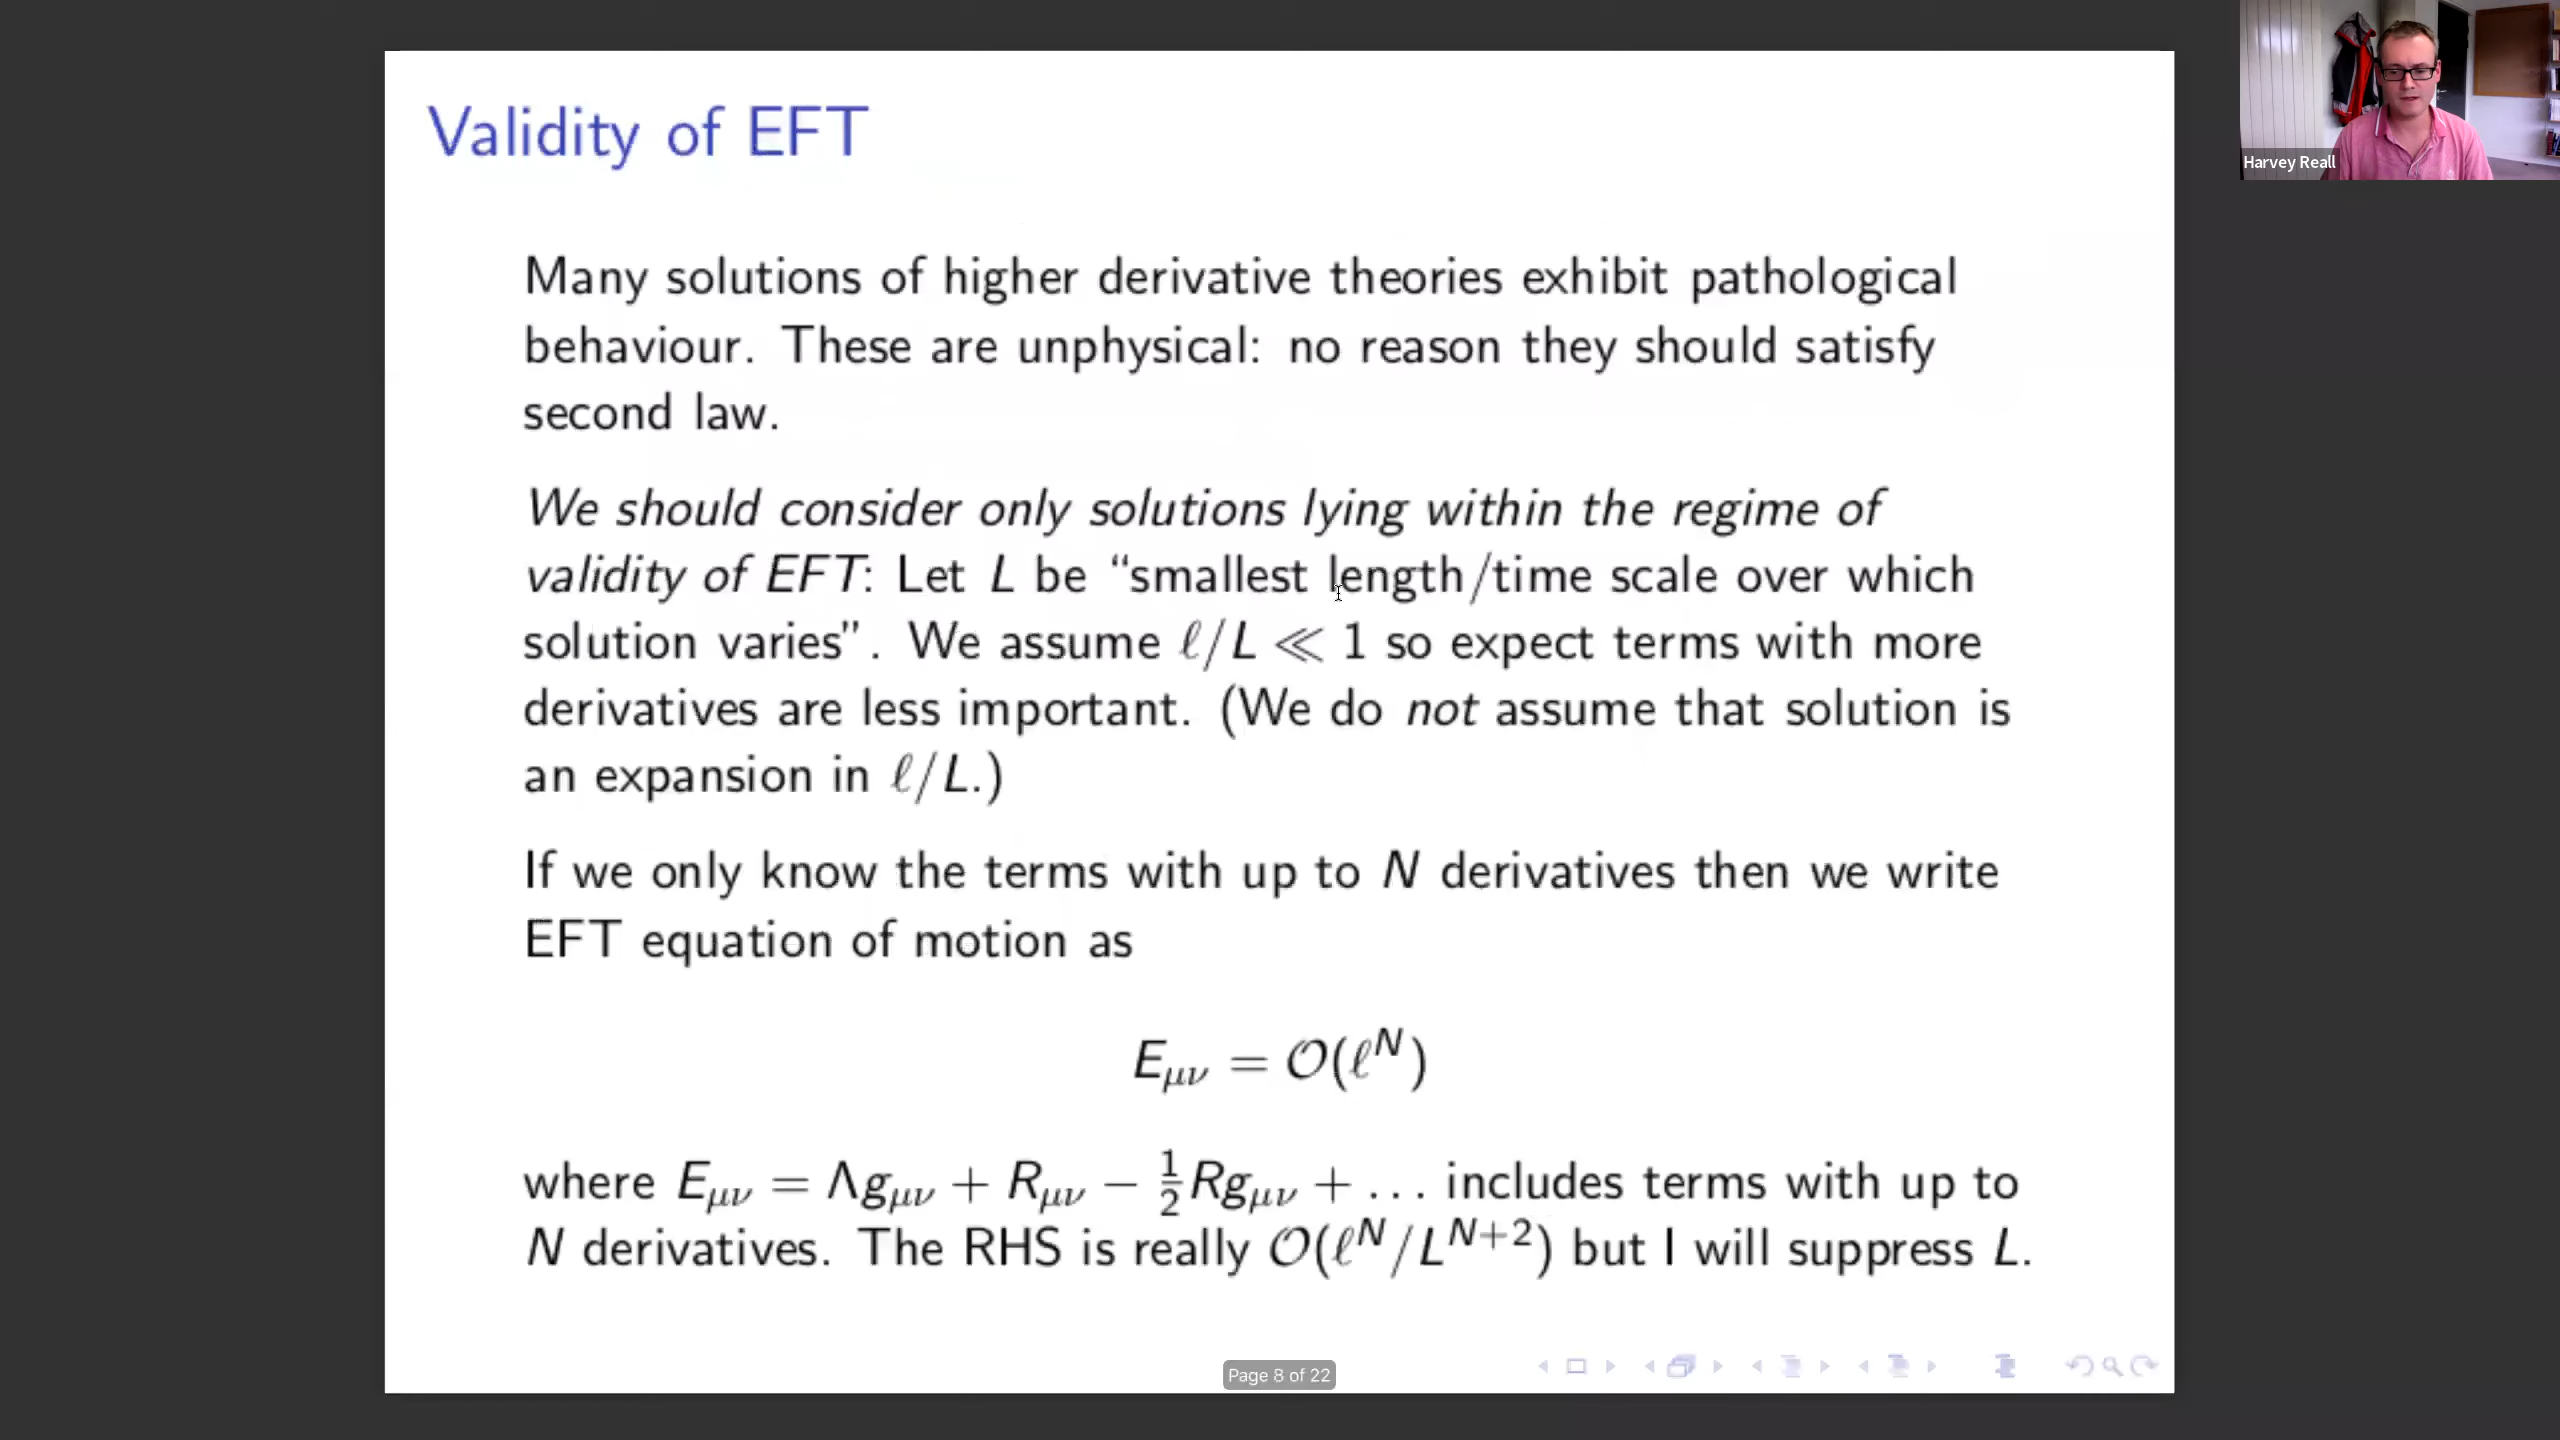 Validity of EFT
Harvey Reall
Many solutions of higher derivative theories exhibit pathological
behaviour. These are unphysical: no reason they should satisfy
second law.
We should consider only solutions lying within the regime of
validity of EFT: Let L be “smallest length/time scale over which
solution varies”. We assume ℓ/L ≪ 1 so expect terms with more
derivatives are less important. (We do not assume that solution is
an expansion in ℓ/L.)
If we only know the terms with up to N derivatives then we write
EFT equation of motion as
E_{μν} = 𝒪(ℓ^N)
where E_{μν} = Λg_{μν} + R_{μν} − ½Rg_{μν} + … includes terms with up to
N derivatives. The RHS is really 𝒪(ℓ^N/L^{N+2}) but I will suppress L.
Page 8 of 22